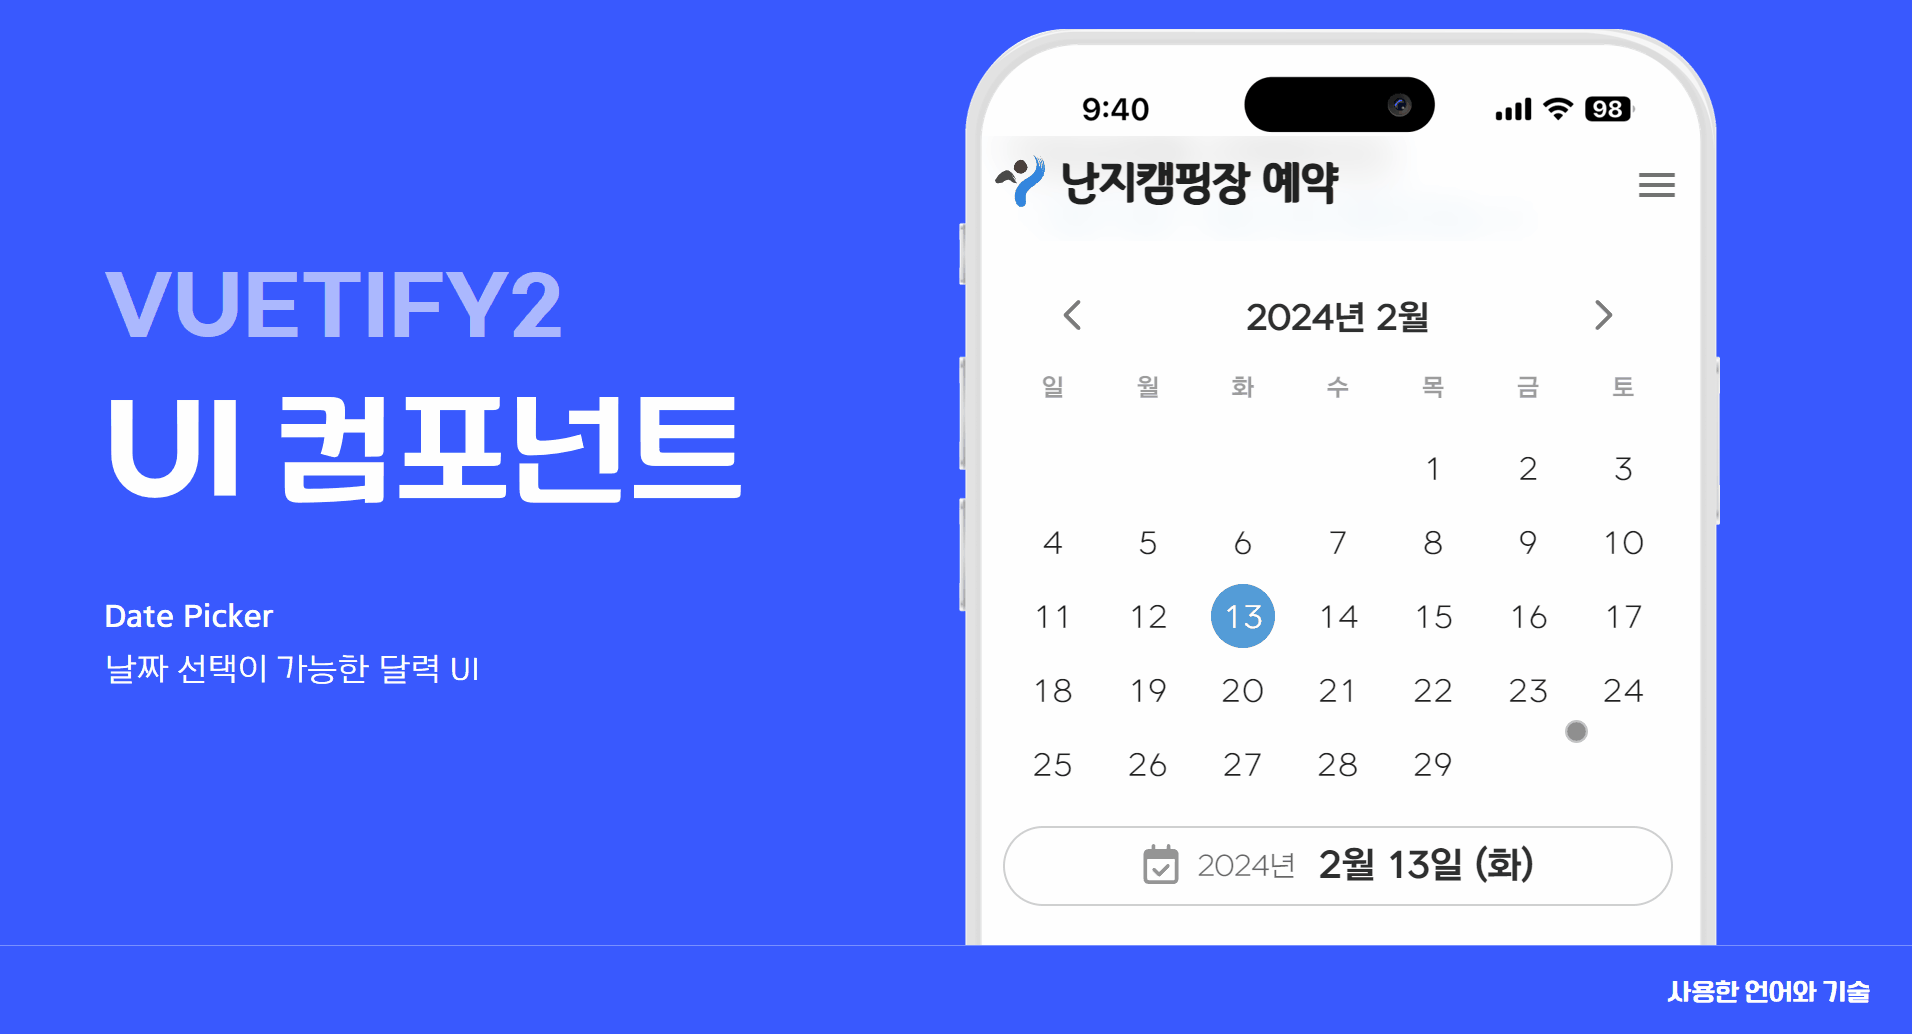 VUETIFY2
UI 컴포넌트
Date Picker
날짜 선택이 가능한 달력 UI
9:40
98
난지캠핑장 예약
2024년 2월
일 월 화 수 목 금 토
1 2 3
4 5 6 7 8 9 10
11 12 13 14 15 16 17
18 19 20 21 22 23 24
25 26 27 28 29
2024년 2월 13일 (화)
사용한 언어와 기술